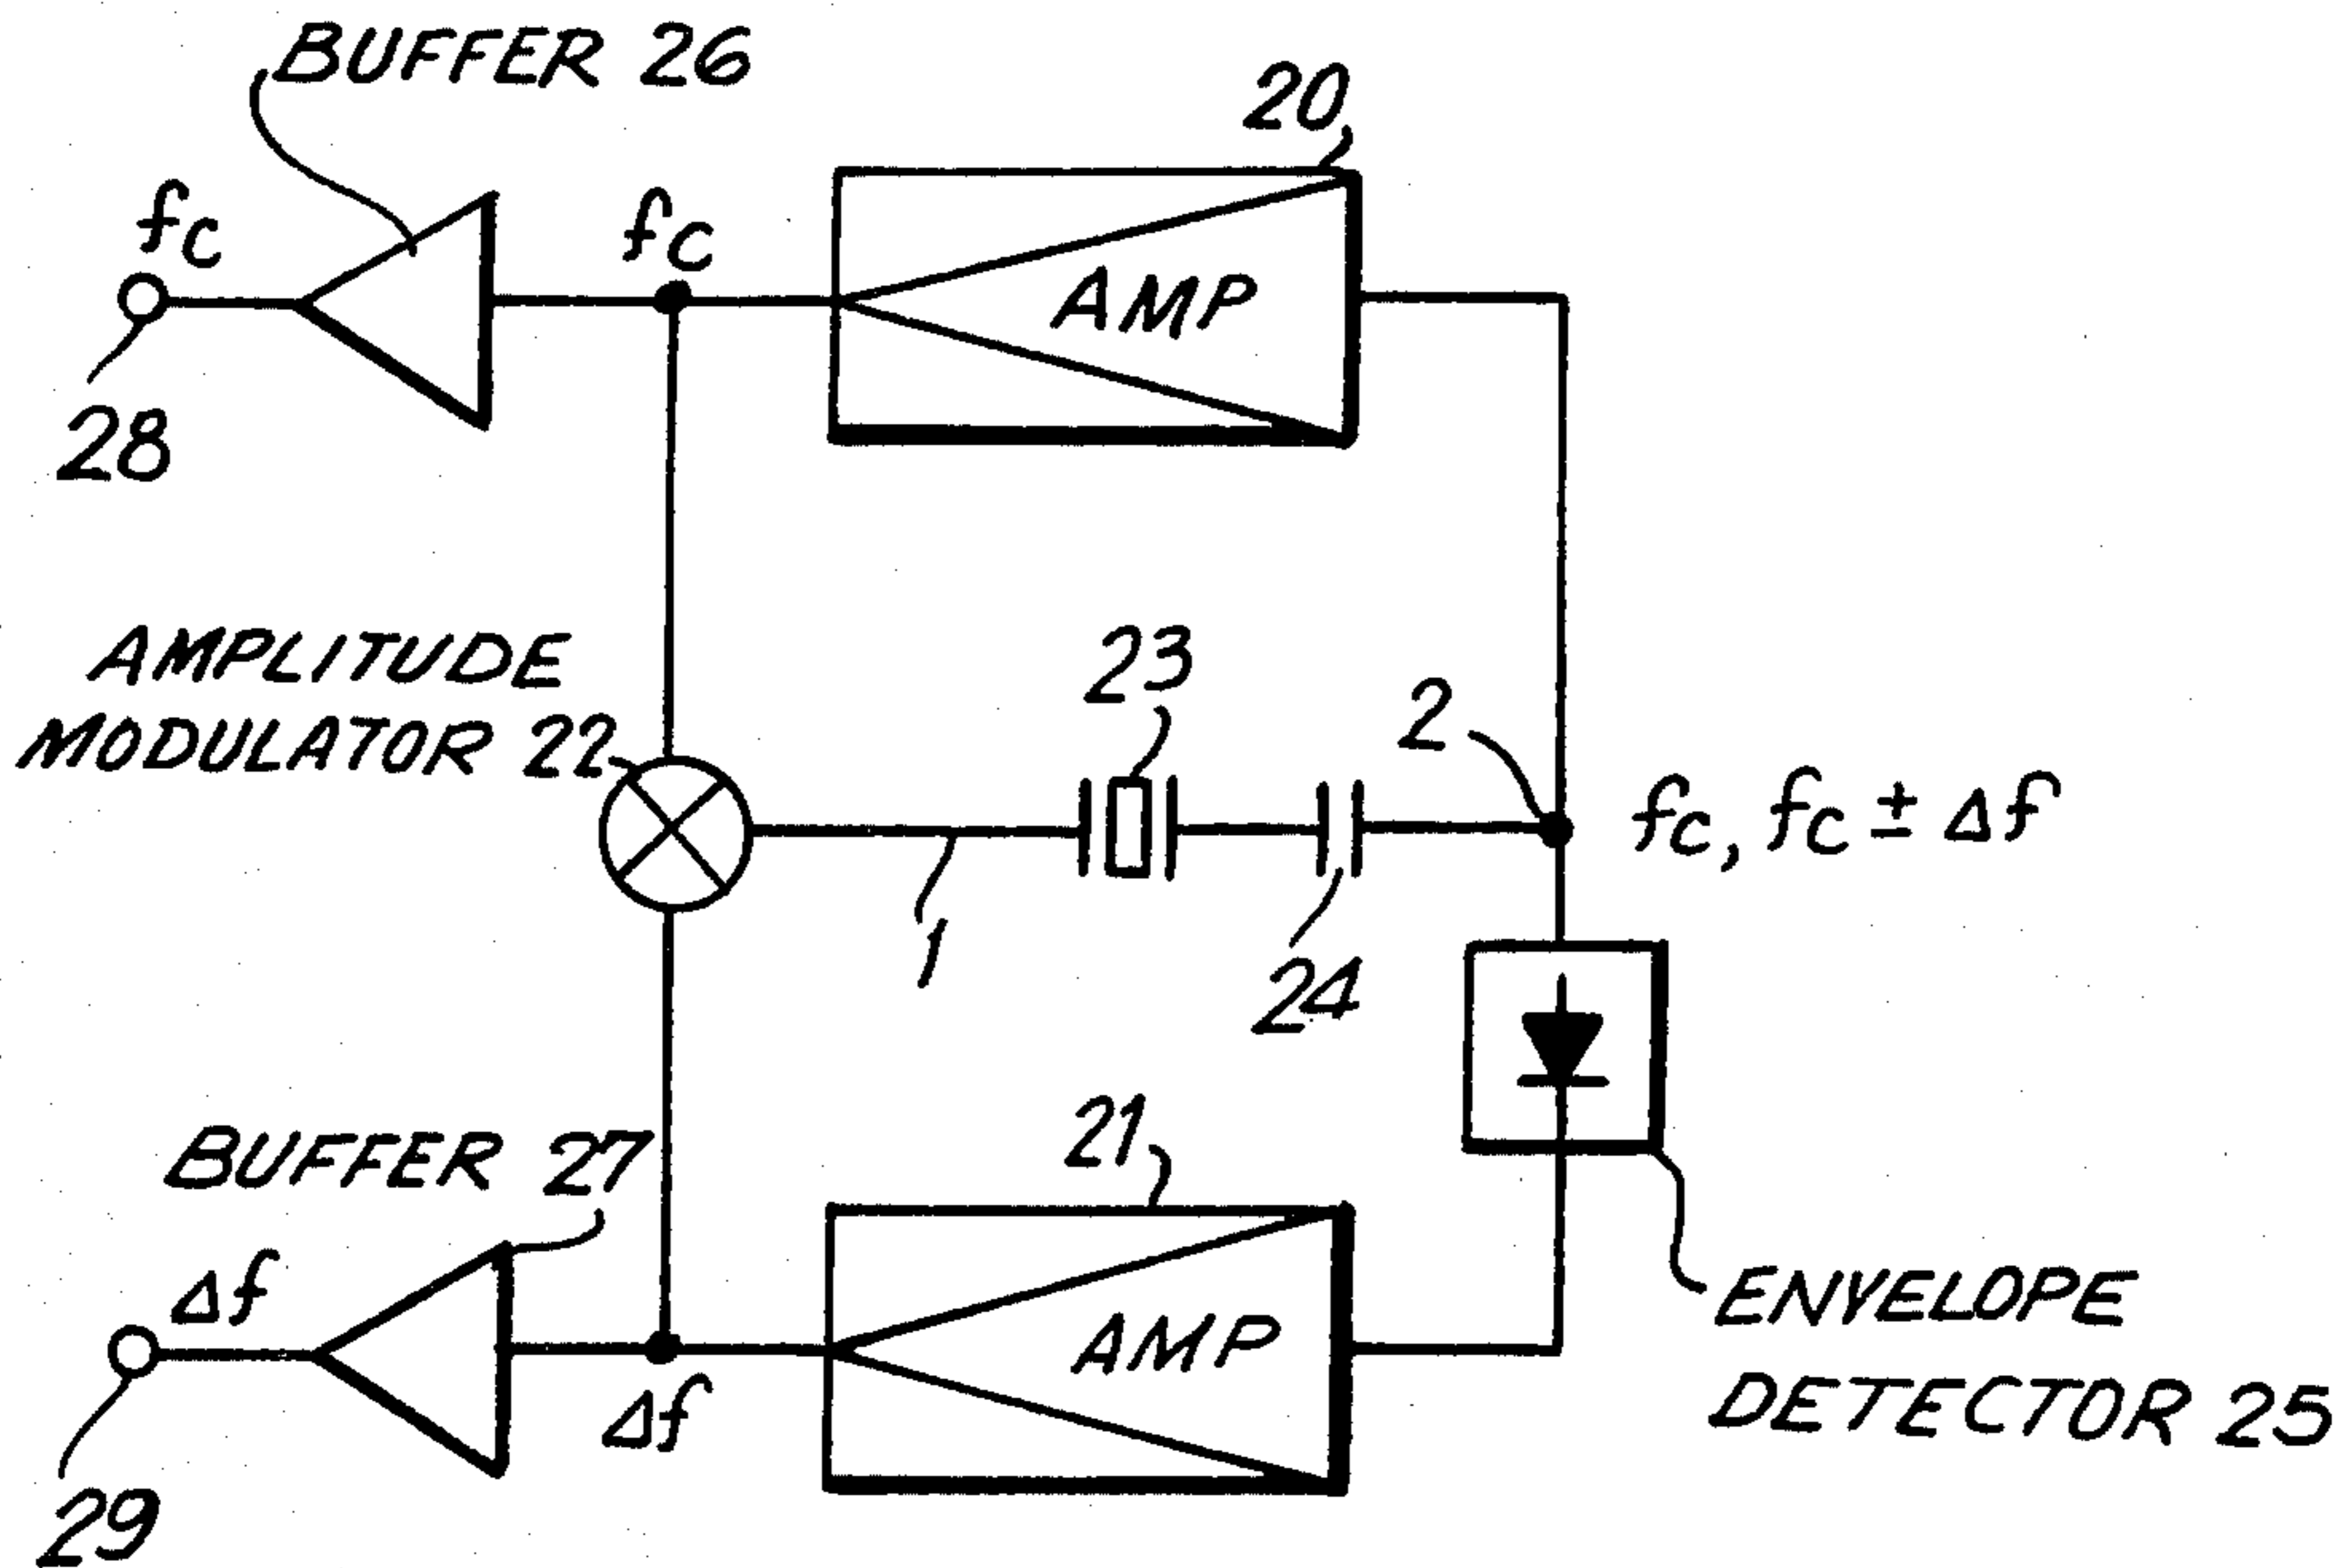 BUFFER 26
20
fc
fc
AMP
28
AMPLITUDE
MODULATOR 22
23
2
fc, fc ± Δf
1
24
21
BUFFER 27
Δf
AMP
ENVELOPE
DETECTOR 25
Δf
29